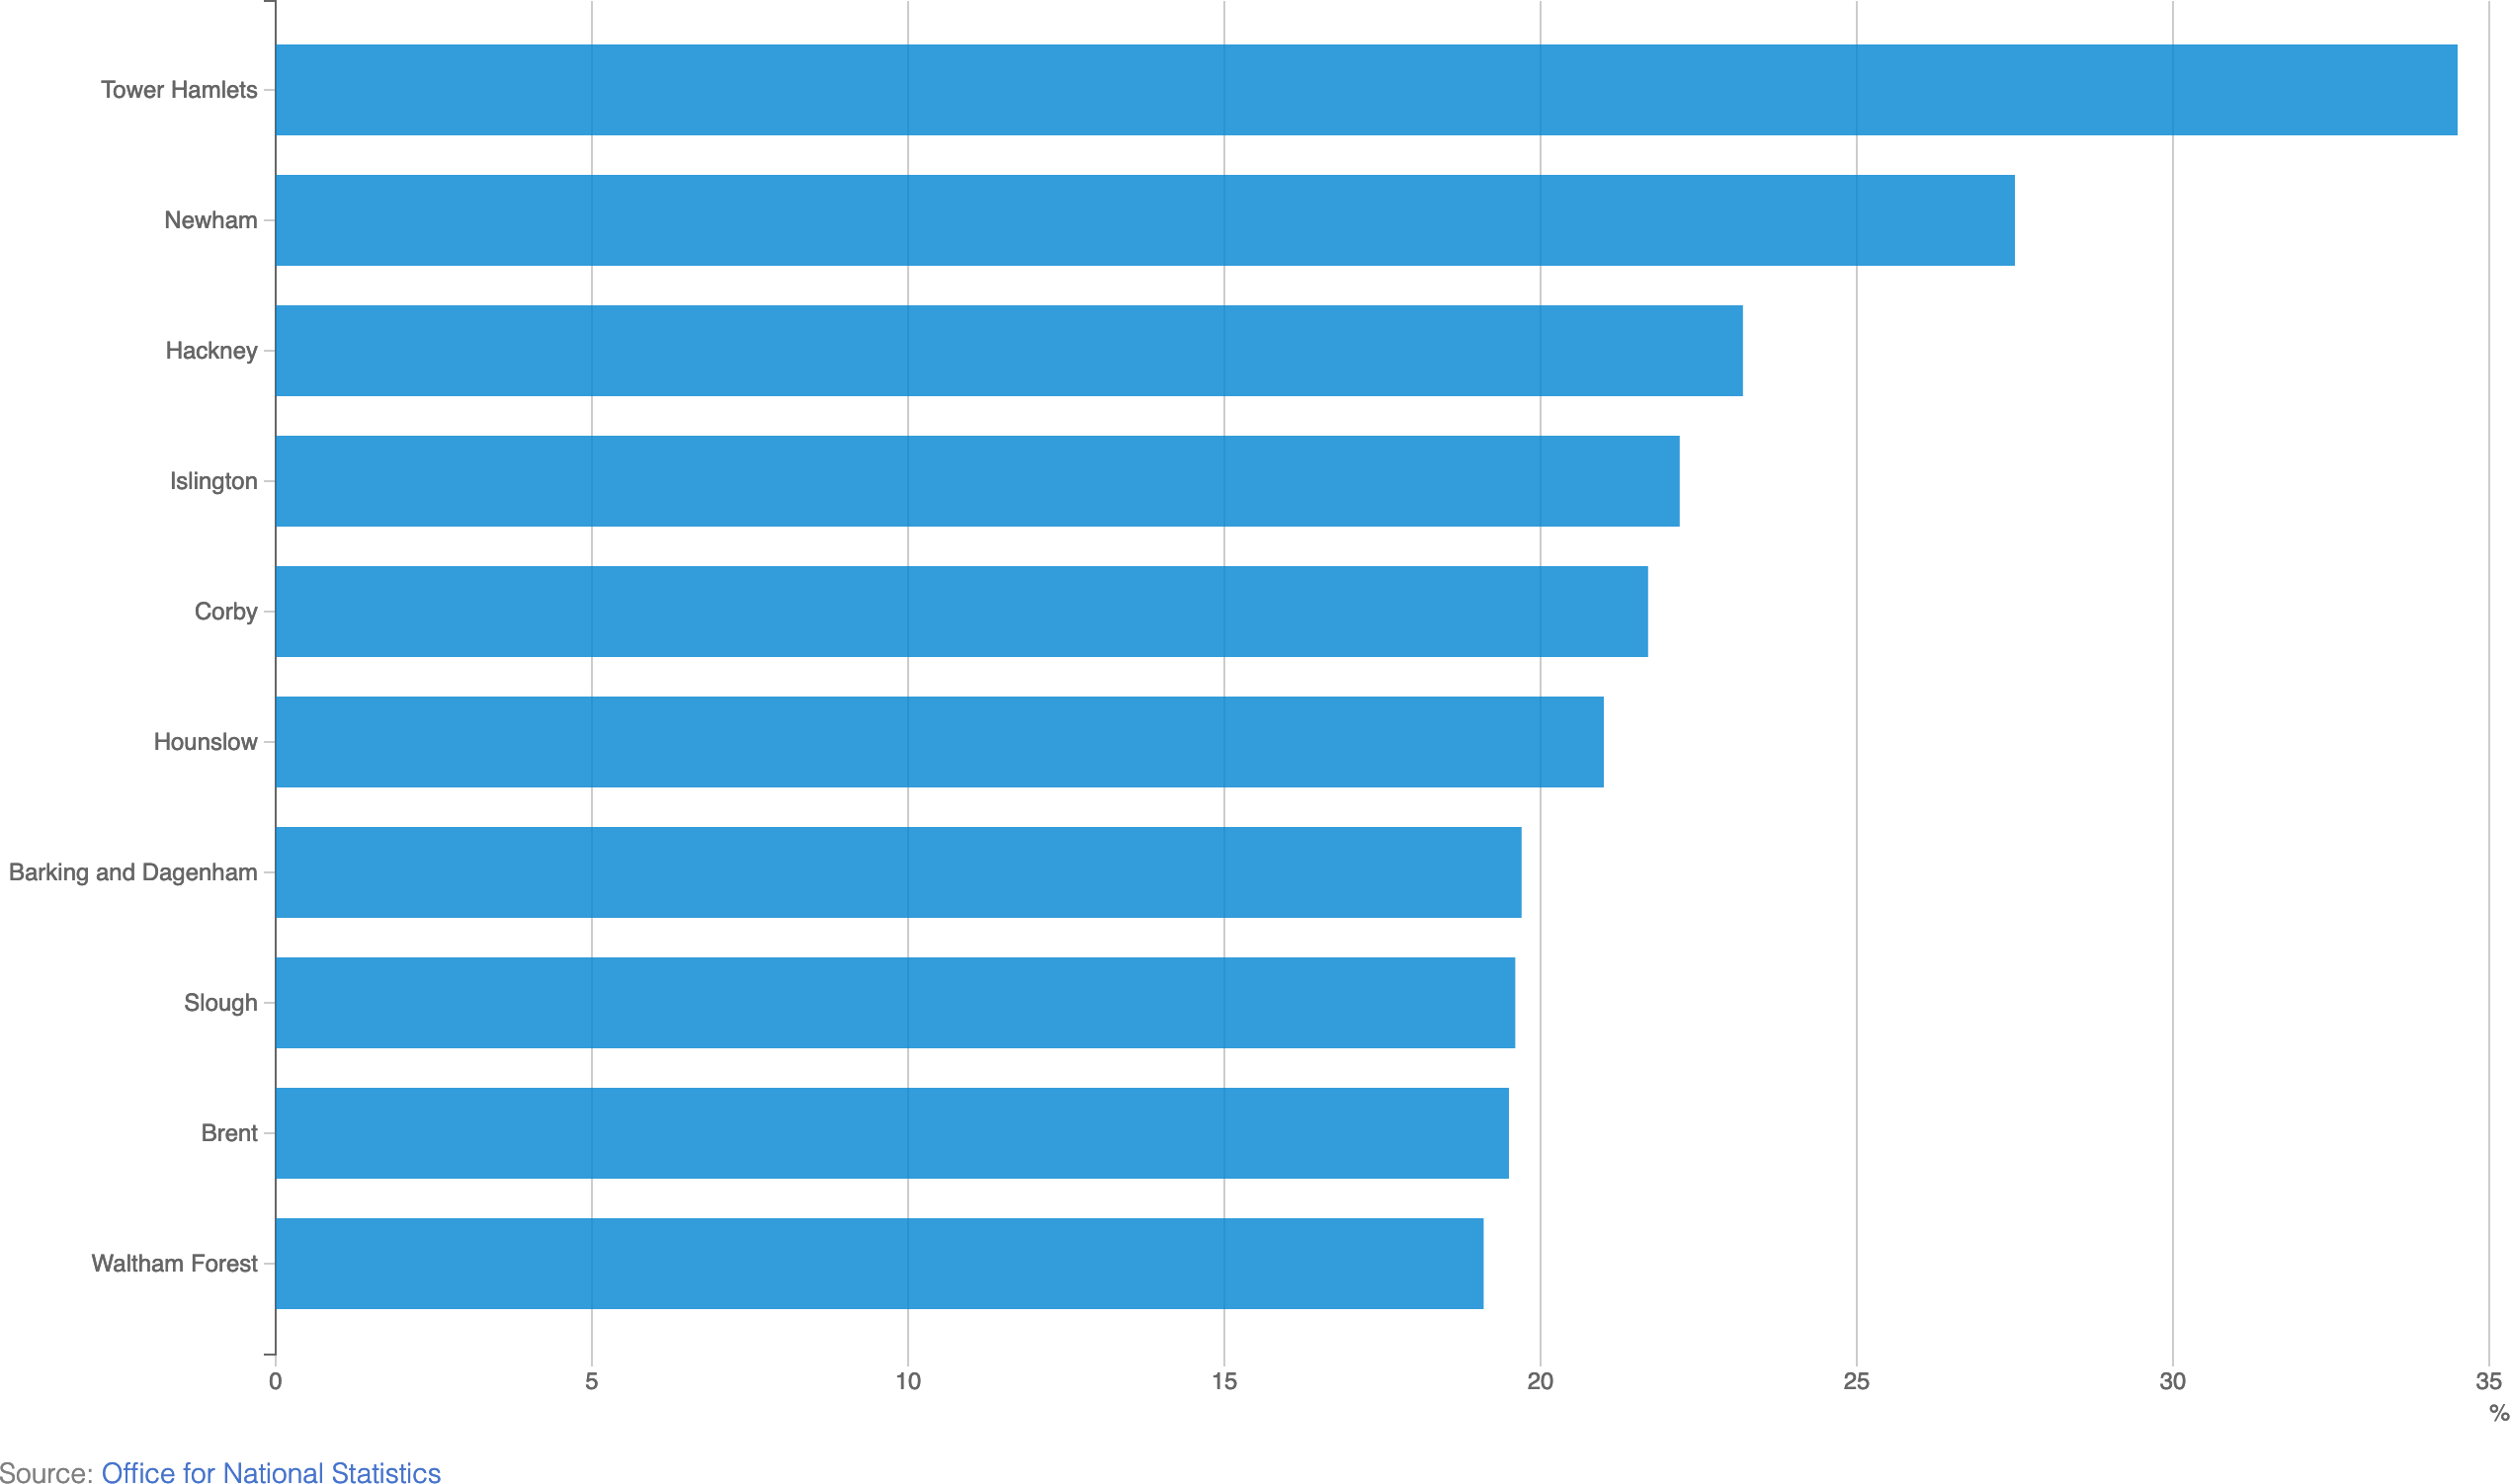 Tower Hamlets
Newham
Hackney
Islington
Corby
Hounslow
Barking and Dagenham
Slough
Brent
Waltham Forest
0 5 10 15 20 25 30 35
%
Source: Office for National Statistics